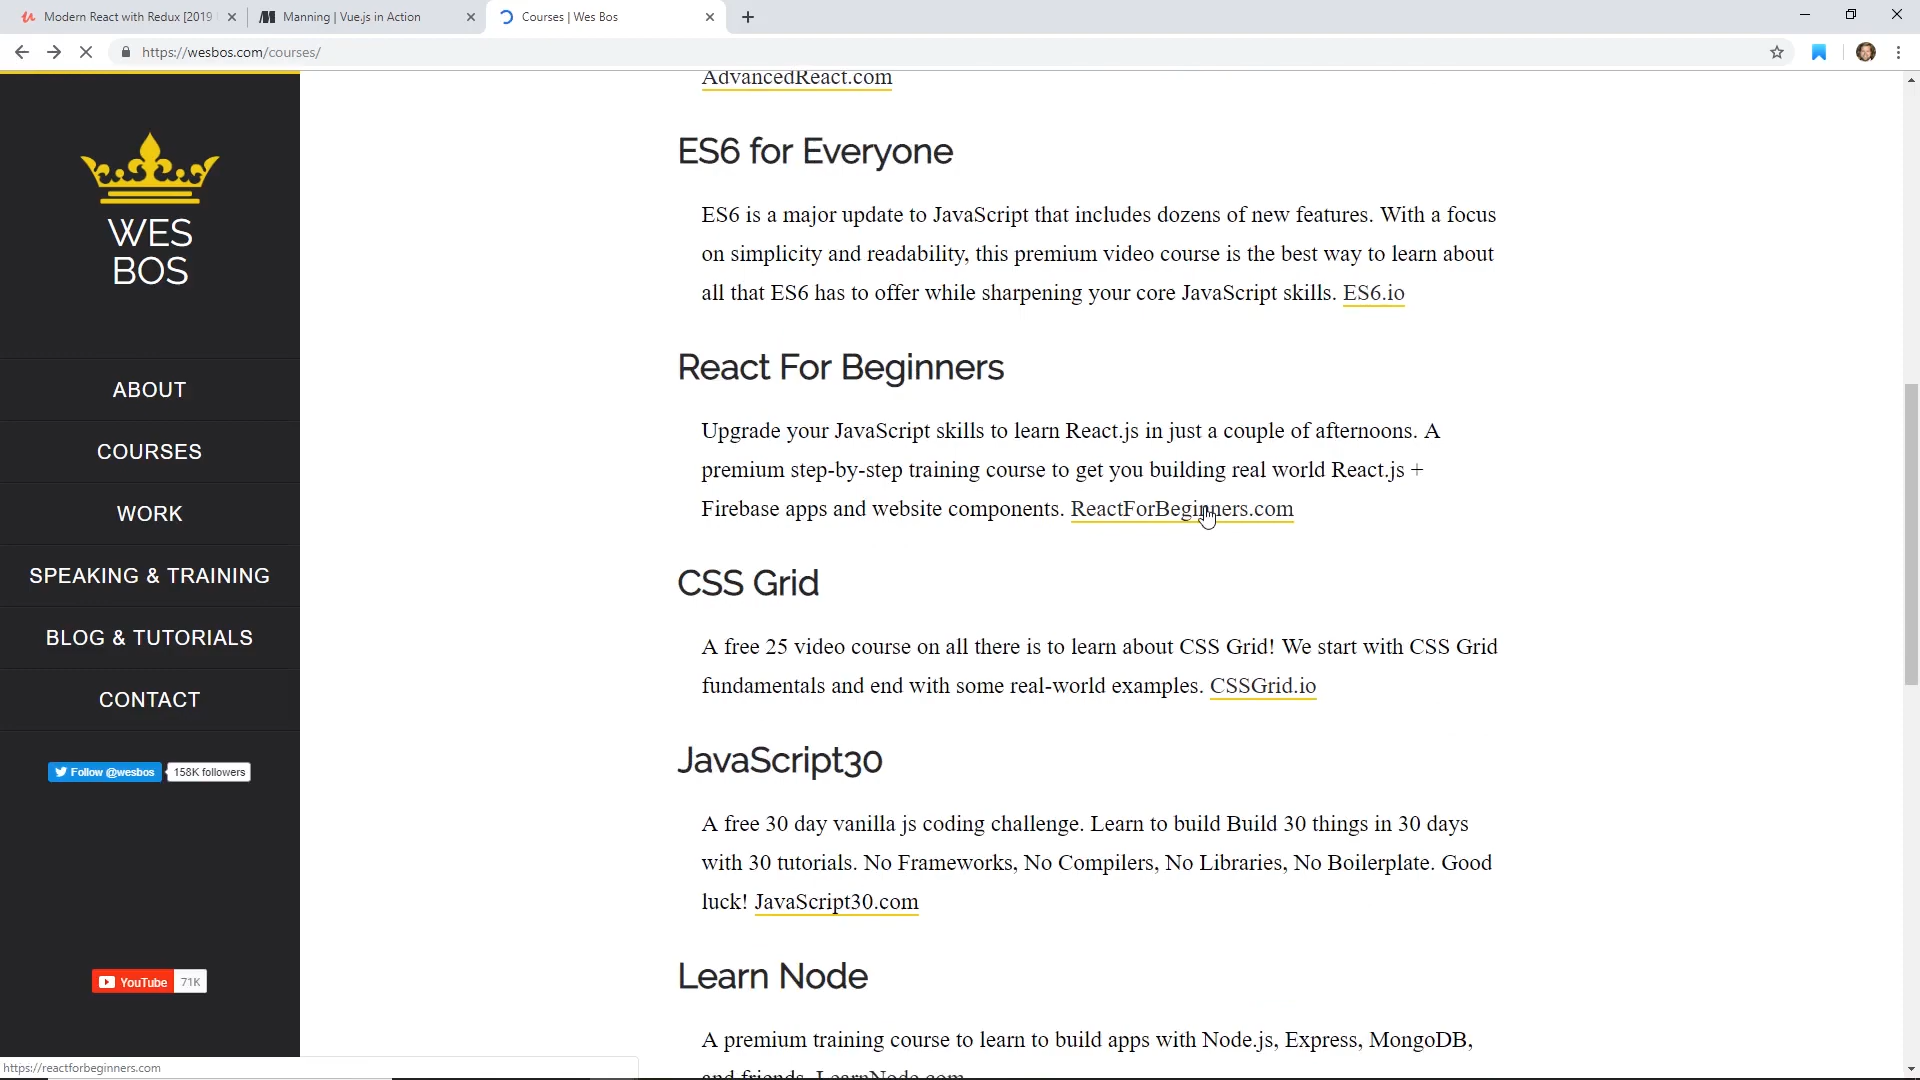 Modern React with Redux [2019
Manning | Vue.js in Action
Courses | Wes Bos
https://wesbos.com/courses/
WES
BOS
ABOUT
COURSES
WORK
SPEAKING & TRAINING
BLOG & TUTORIALS
CONTACT
Follow @wesbos
158K followers
YouTube
71K
AdvancedReact.com
ES6 for Everyone
ES6 is a major update to JavaScript that includes dozens of new features. With a focus
on simplicity and readability, this premium video course is the best way to learn about
all that ES6 has to offer while sharpening your core JavaScript skills. ES6.io
React For Beginners
Upgrade your JavaScript skills to learn React.js in just a couple of afternoons. A
premium step-by-step training course to get you building real world React.js +
Firebase apps and website components. ReactForBeginners.com
CSS Grid
A free 25 video course on all there is to learn about CSS Grid! We start with CSS Grid
fundamentals and end with some real-world examples. CSSGrid.io
JavaScript30
A free 30 day vanilla js coding challenge. Learn to build Build 30 things in 30 days
with 30 tutorials. No Frameworks, No Compilers, No Libraries, No Boilerplate. Good
luck! JavaScript30.com
Learn Node
A premium training course to learn to build apps with Node.js, Express, MongoDB,
and friends. LearnNode.com
https://reactforbeginners.com